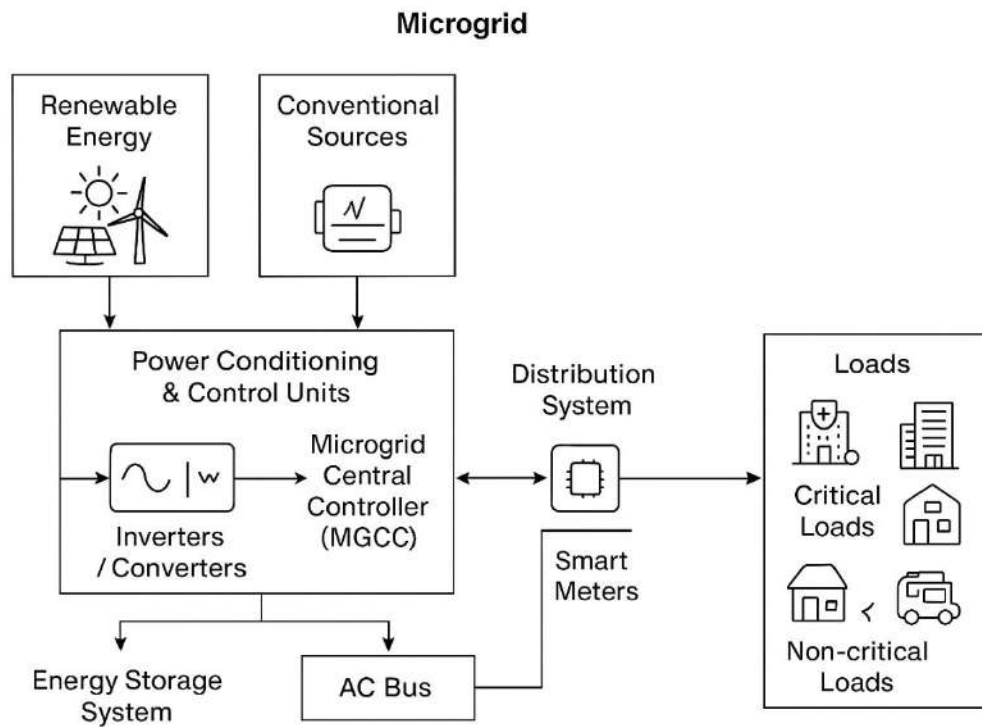 Microgrid
Renewable
Energy
Conventional
Sources
Power Conditioning
& Control Units
Inverters
/ Converters
Microgrid
Central
Controller
(MGCC)
Distribution
System
Smart
Meters
Loads
Critical
Loads
Non-critical
Loads
Energy Storage
System
AC Bus